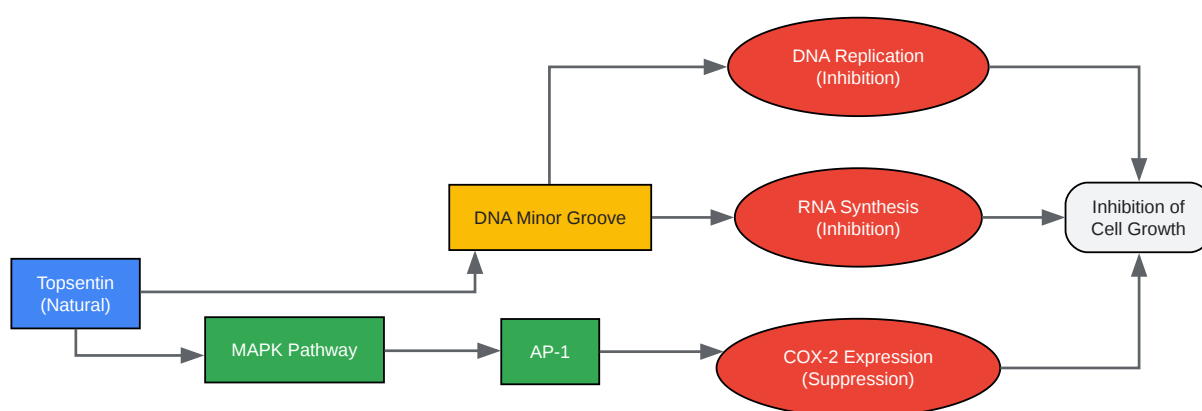 DNA Replication
(Inhibition)
DNA Minor Groove
RNA Synthesis
(Inhibition)
Inhibition of
Cell Growth
Topsentin
(Natural)
MAPK Pathway
AP-1
COX-2 Expression
(Suppression)